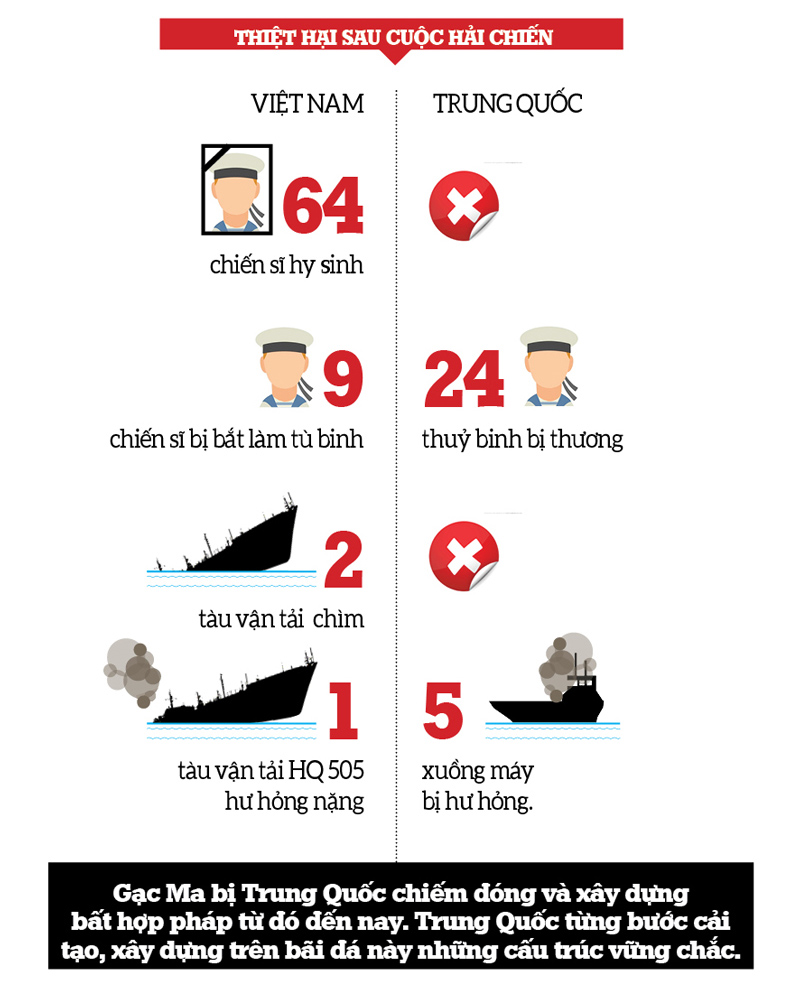 THIỆT HẠI SAU CUỘC HẢI CHIẾN
VIỆT NAM
TRUNG QUỐC
64
chiến sĩ hy sinh
9
chiến sĩ bị bắt làm tù binh
24
thuỷ binh bị thương
2
tàu vận tải chìm
1
tàu vận tải HQ 505
hư hỏng nặng
5
xuồng máy
bị hư hỏng.
Gạc Ma bị Trung Quốc chiếm đóng và xây dựng
bất hợp pháp từ đó đến nay. Trung Quốc từng bước cải
tạo, xây dựng trên bãi đá này những cấu trúc vững chắc.